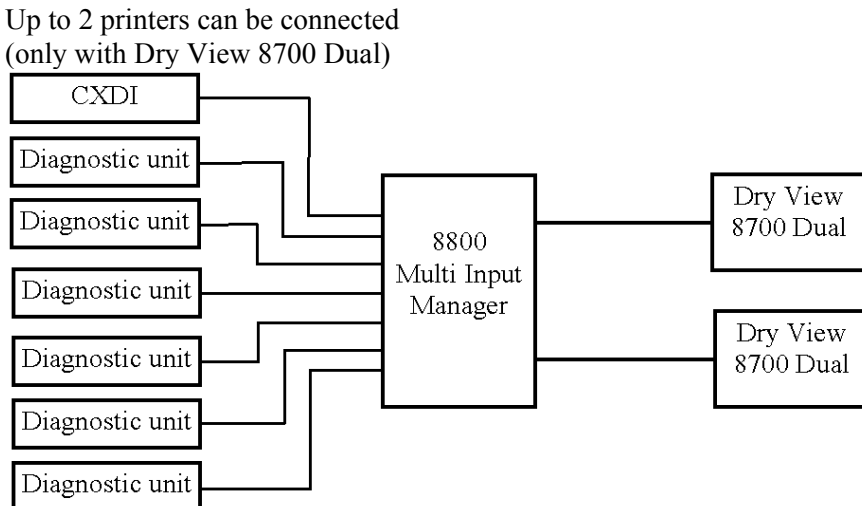 Up to 2 printers can be connected
(only with Dry View 8700 Dual)
CXDI
Diagnostic unit
Diagnostic unit
Diagnostic unit
Diagnostic unit
Diagnostic unit
Diagnostic unit
8800
Multi Input
Manager
Dry View
8700 Dual
Dry View
8700 Dual